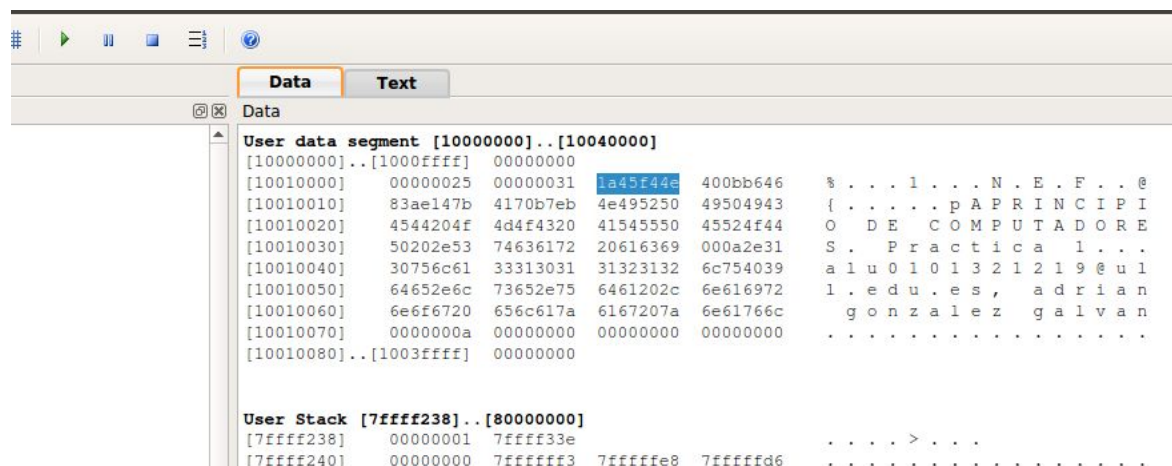 Data Text
Data
User data segment [10000000]..[10040000]
[10000000]..[1000ffff] 00000000
[10010000] 00000025 00000031 1a45f44e 400bb646 % . . . 1 . . . N . E . F . . @
[10010010] 83ae147b 4170b7eb 4e495250 49504943 { . . . . . p A P R I N C I P I
[10010020] 4544204f 4d4f4320 41545550 45524f44 O   D E   C O M P U T A D O R E
[10010030] 50202e53 74636172 20616369 000a2e31 S .   P r a c t i c a   1 . . .
[10010040] 30756c61 33313031 31323132 6c754039 a l u 0 1 0 1 3 2 1 2 1 9 @ u l
[10010050] 64652e6c 73652e75 6461202c 6e616972 l . e d u . e s ,   a d r i a n
[10010060] 6e6f6720 656c617a 6167207a 6e61766c   g o n z a l e z   g a l v a n
[10010070] 0000000a 00000000 00000000 00000000 . . . . . . . . . . . . . . . .
[10010080]..[1003ffff] 00000000
User Stack [7ffff238]..[80000000]
[7ffff238] 00000001 7ffff33e . . . . > . . .
[7ffff240] 00000000 7ffffff3 7fffffe8 7fffffd6 . . . . . . . . . . . . . . . .